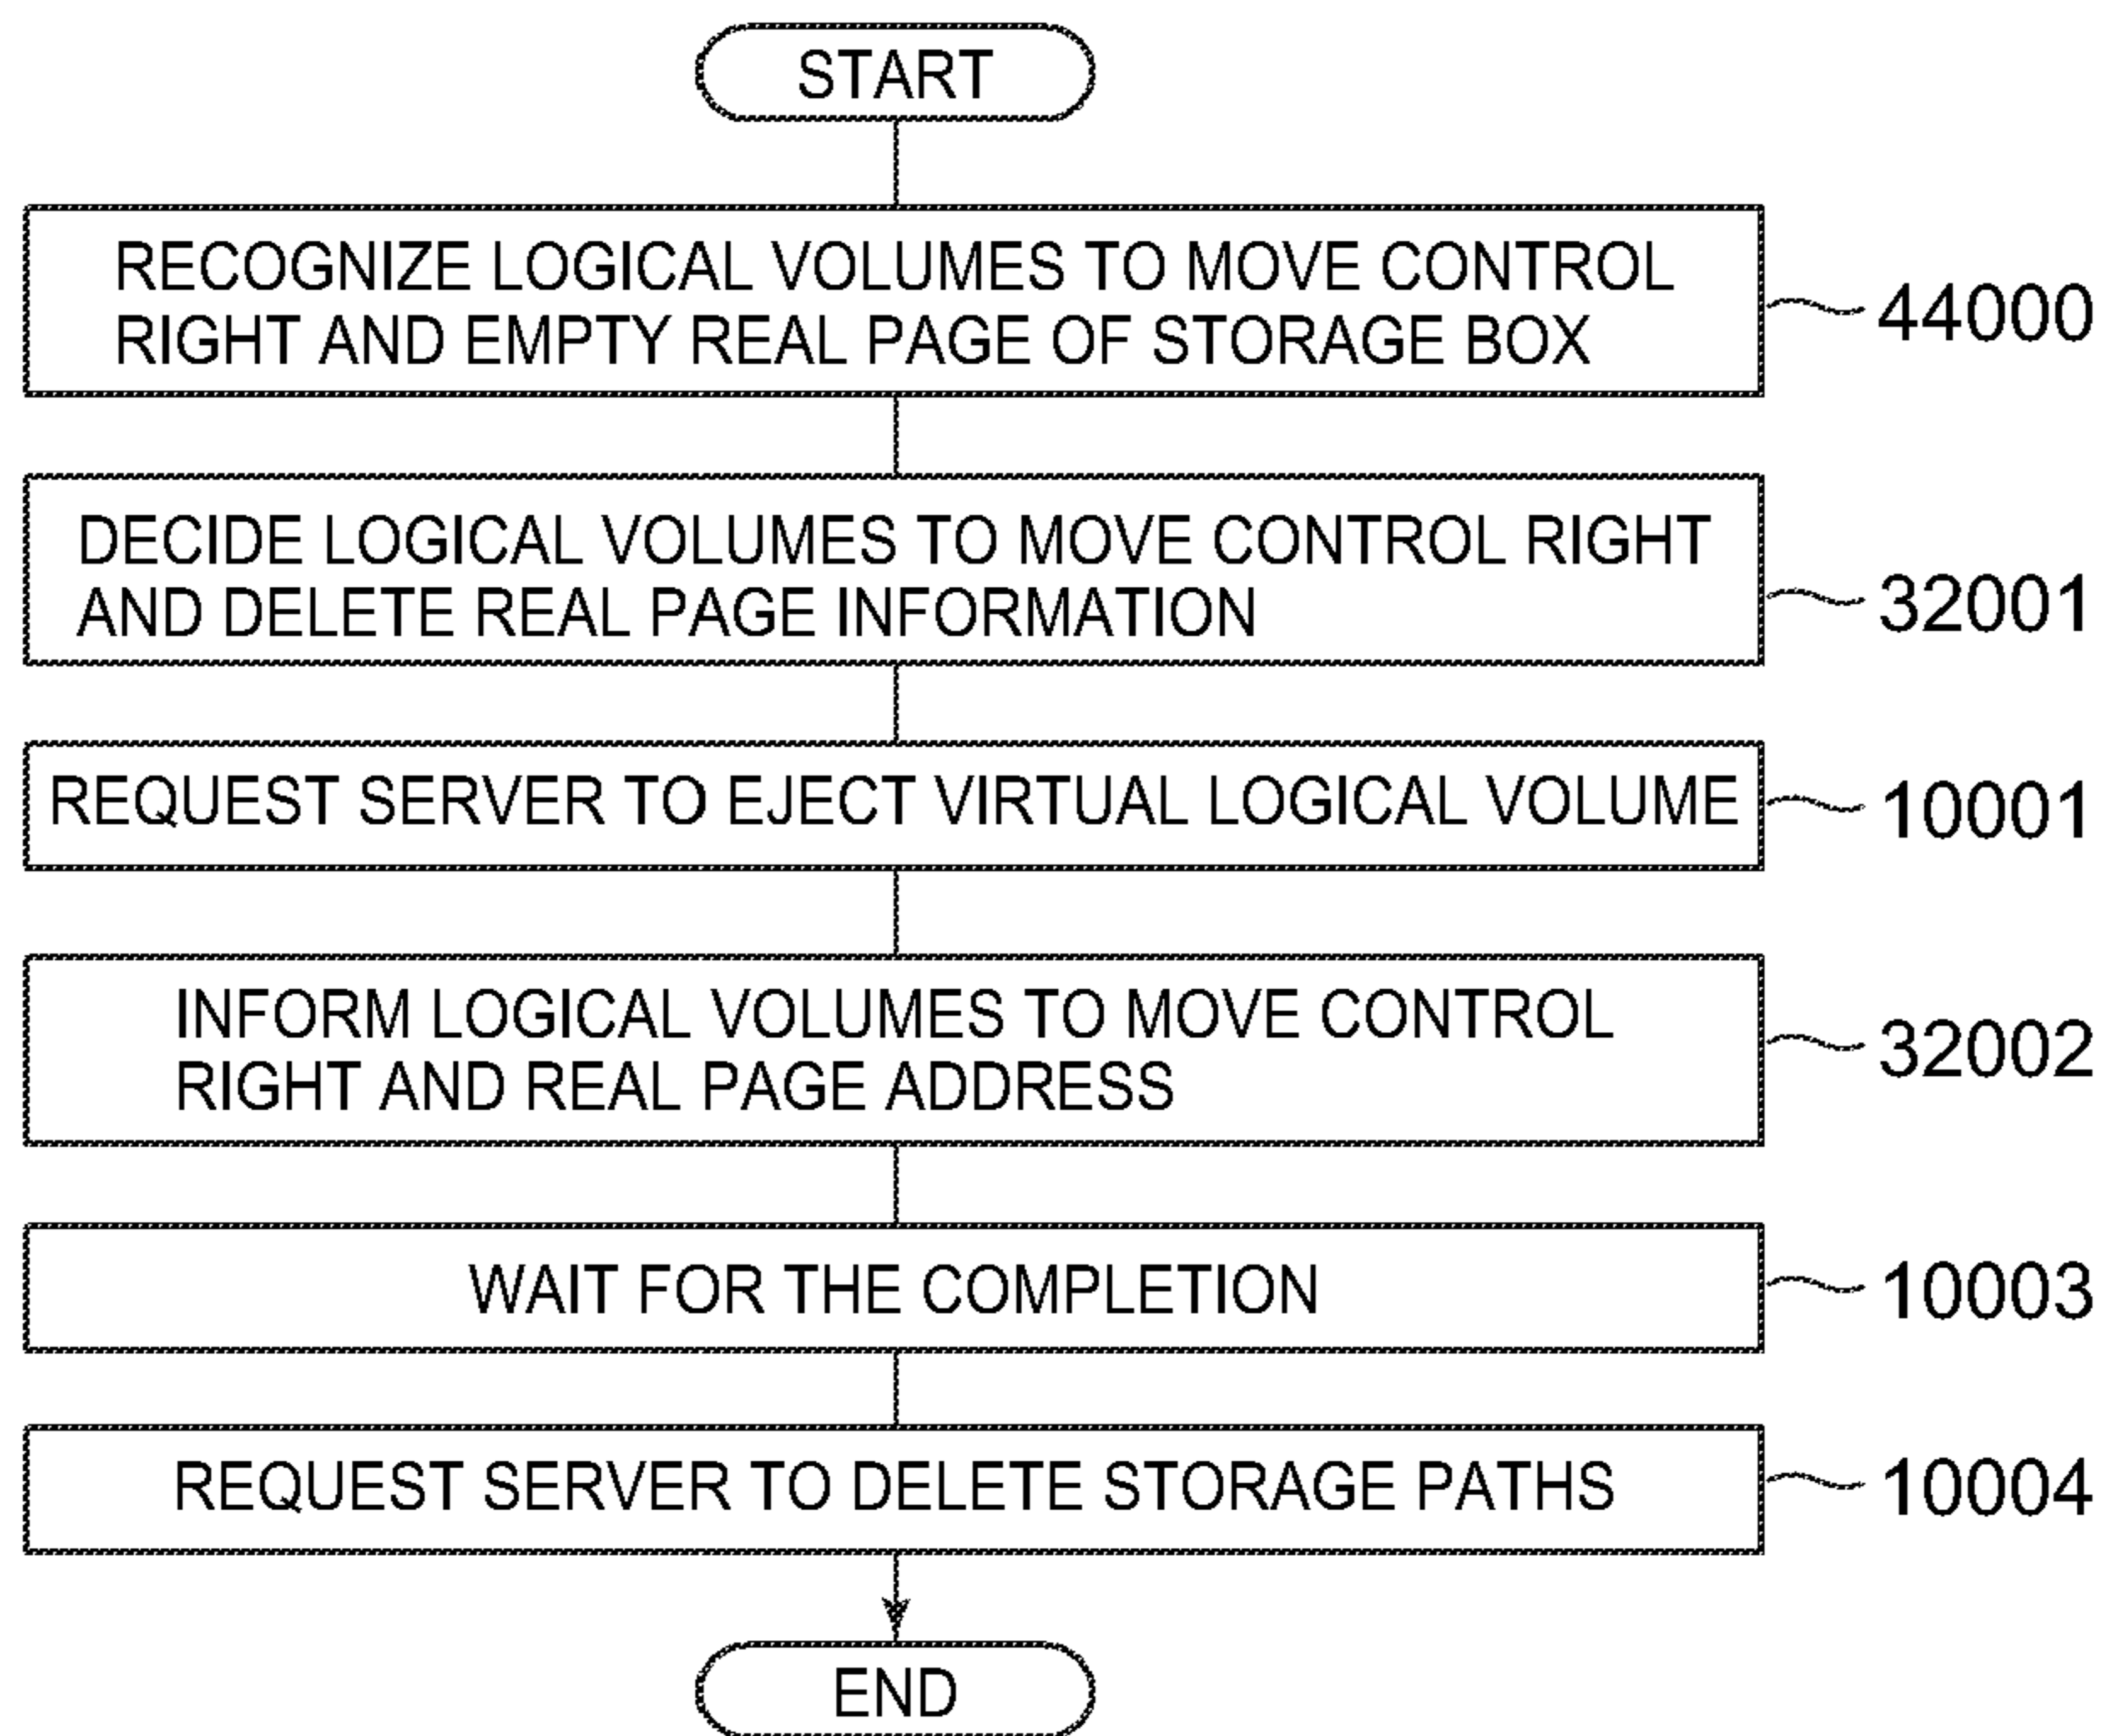 START
RECOGNIZE LOGICAL VOLUMES TO MOVE CONTROL
RIGHT AND EMPTY REAL PAGE OF STORAGE BOX
44000
DECIDE LOGICAL VOLUMES TO MOVE CONTROL RIGHT
AND DELETE REAL PAGE INFORMATION
32001
REQUEST SERVER TO EJECT VIRTUAL LOGICAL VOLUME
10001
INFORM LOGICAL VOLUMES TO MOVE CONTROL
RIGHT AND REAL PAGE ADDRESS
32002
WAIT FOR THE COMPLETION
10003
REQUEST SERVER TO DELETE STORAGE PATHS
10004
END